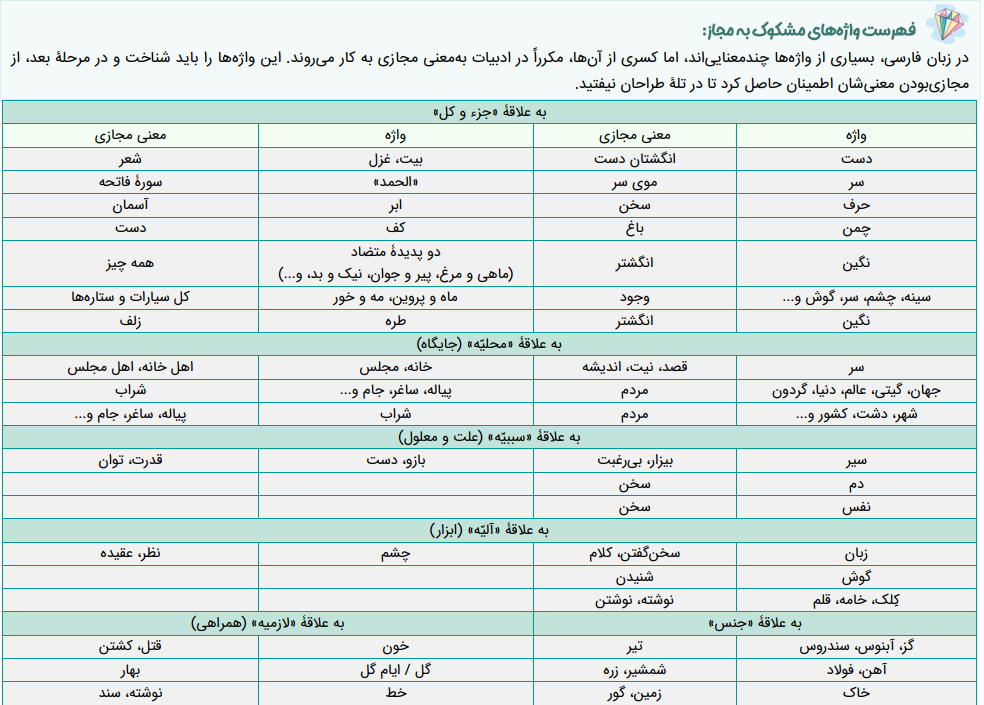 فهرست واژه‌های مشکوک به مجاز:
در زبان فارسی، بسیاری از واژه‌ها چندمعنایی‌اند، اما کسری از آن‌ها، مکرراً در ادبیات به‌معنی مجازی به کار می‌روند. این واژه‌ها را باید شناخت و در مرحلهٔ بعد، از
مجازی‌بودن معنی‌شان اطمینان حاصل کرد تا در تلهٔ طراحان نیفتید.
به علاقهٔ «جزء و کل»
واژه معنی مجازی واژه معنی مجازی
دست انگشتان دست بیت، غزل شعر
سر موی سر «الحمد» سورهٔ فاتحه
حرف سخن ابر آسمان
چمن باغ کف دست
نگین انگشتر دو پدیدهٔ متضاد
(ماهی و مرغ، پیر و جوان، نیک و بد، و...) همه چیز
سینه، چشم، سر، گوش و... وجود ماه و پروین، مه و خور کل سیارات و ستاره‌ها
نگین انگشتر طره زلف
به علاقهٔ «محلیّه» (جایگاه)
سر قصد، نیت، اندیشه خانه، مجلس اهل خانه، اهل مجلس
جهان، گیتی، عالم، دنیا، گردون مردم پیاله، ساغر، جام و... شراب
شهر، دشت، کشور و... مردم شراب پیاله، ساغر، جام و...
به علاقهٔ «سببیّه» (علت و معلول)
سیر بیزار، بی‌رغبت بازو، دست قدرت، توان
دم سخن
نفس سخن
به علاقهٔ «آلیّه» (ابزار)
زبان سخن‌گفتن، کلام چشم نظر، عقیده
گوش شنیدن
کِلک، خامه، قلم نوشته، نوشتن
به علاقهٔ «جنس» به علاقهٔ «لازمیه» (همراهی)
گز، آبنوس، سندروس تیر خون قتل، کشتن
آهن، فولاد شمشیر، زره گل / ایام گل بهار
خاک زمین، گور خط نوشته، سند